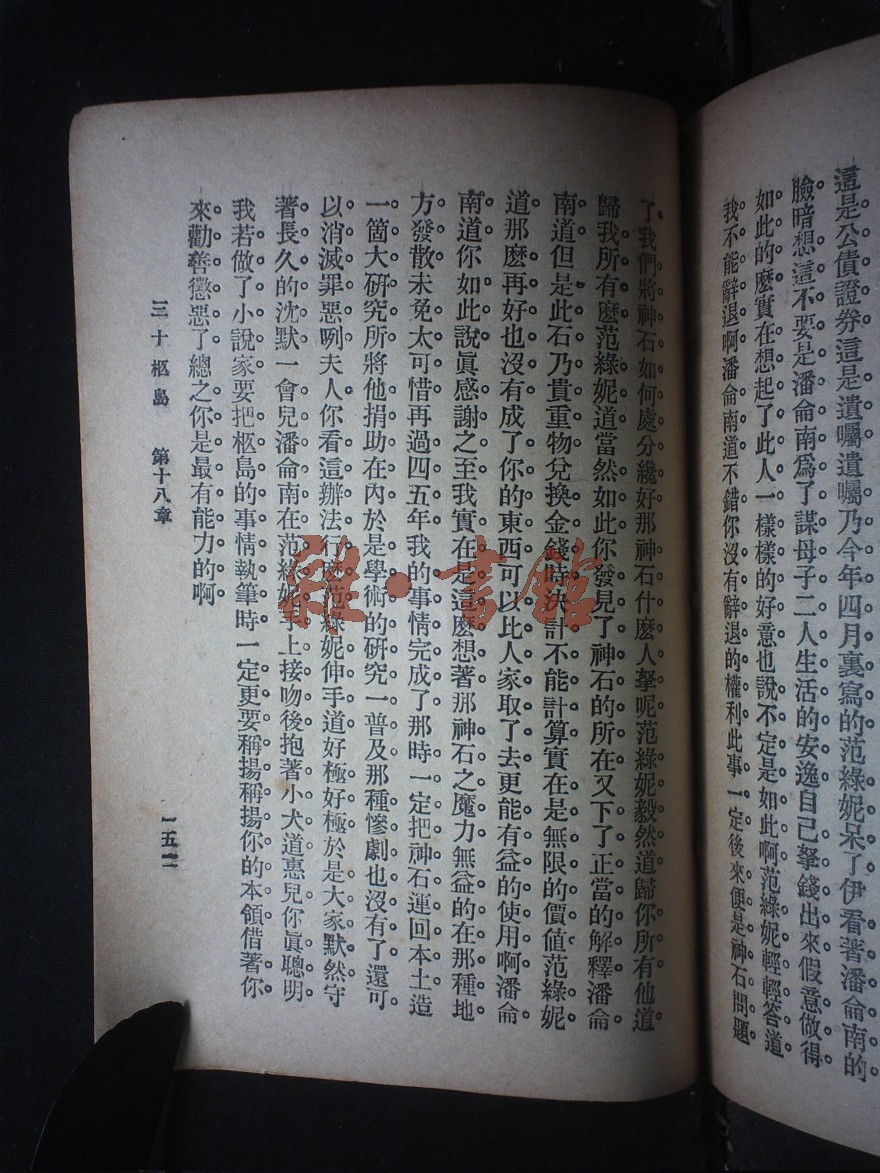 這是公債證券這是遺囑遺囑乃今年四月裏寫的范綠妮呆了伊看著潘侖南的
臉暗想這不要是潘侖南爲了謀母子二人生活的安逸自己拏錢出來假意做得
如此的麽實在想起了此人一樣樣的好意也說不定是如此啊范綠妮輕輕答道
我不能辭退啊潘侖南道不錯你沒有辭退的權利此事一定後來便是神石問題
了我們將神石如何處分纔好那神石什麽人拏呢范綠妮毅然道歸你所有他道
歸我所有麽范綠妮道當然如此你發見了神石的所在又下了正當的解釋潘侖
南道但是此石乃貴重物兌換金錢時決計不能計算實在是無限的價値范綠妮
道那麽再好也沒有成了你的東西可以比人家取了去更能有益的使用啊潘侖
南道你如此說眞感謝之至我實在是這麽想著那神石之魔力無益的在那種地
方發散未免太可惜再過四五年我的事情完成了那時一定把神石運回本土造
一箇大研究所將他捐助在內於是學術的研究一普及那種慘劇也沒有了還可
以消滅罪惡咧夫人你看這辦法行麽范綠妮伸手道好極好極於是大家默然守
著長久的沈默一會兒潘侖南在范綠妮手上接吻後抱著小犬道惠兒你眞聰明
我若做了小說家要把柩島的事情執筆時一定更要稱揚稱揚你的本領借著你
來勸善懲惡了總之你是最有能力的啊
三十柩島 第十八章
一五二
雜·書館